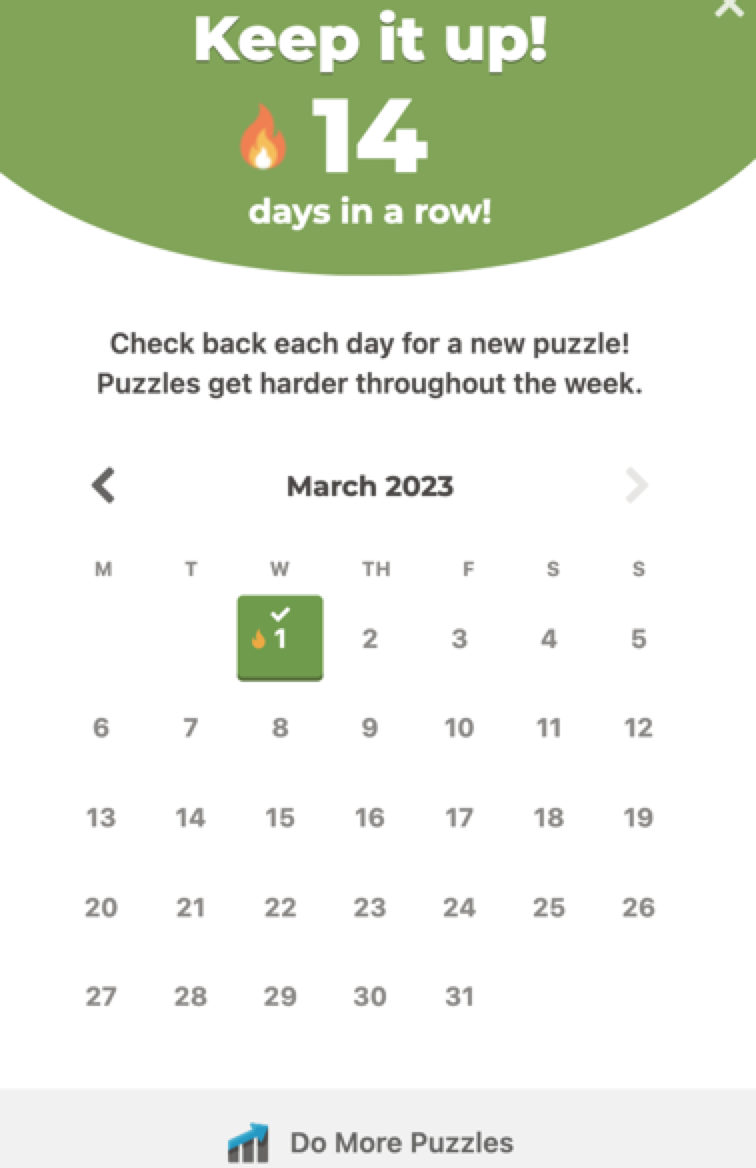 Keep it up!
14
days in a row!
Check back each day for a new puzzle!
Puzzles get harder throughout the week.
March 2023
M T W TH F S S
1 2 3 4 5
6 7 8 9 10 11 12
13 14 15 16 17 18 19
20 21 22 23 24 25 26
27 28 29 30 31
Do More Puzzles